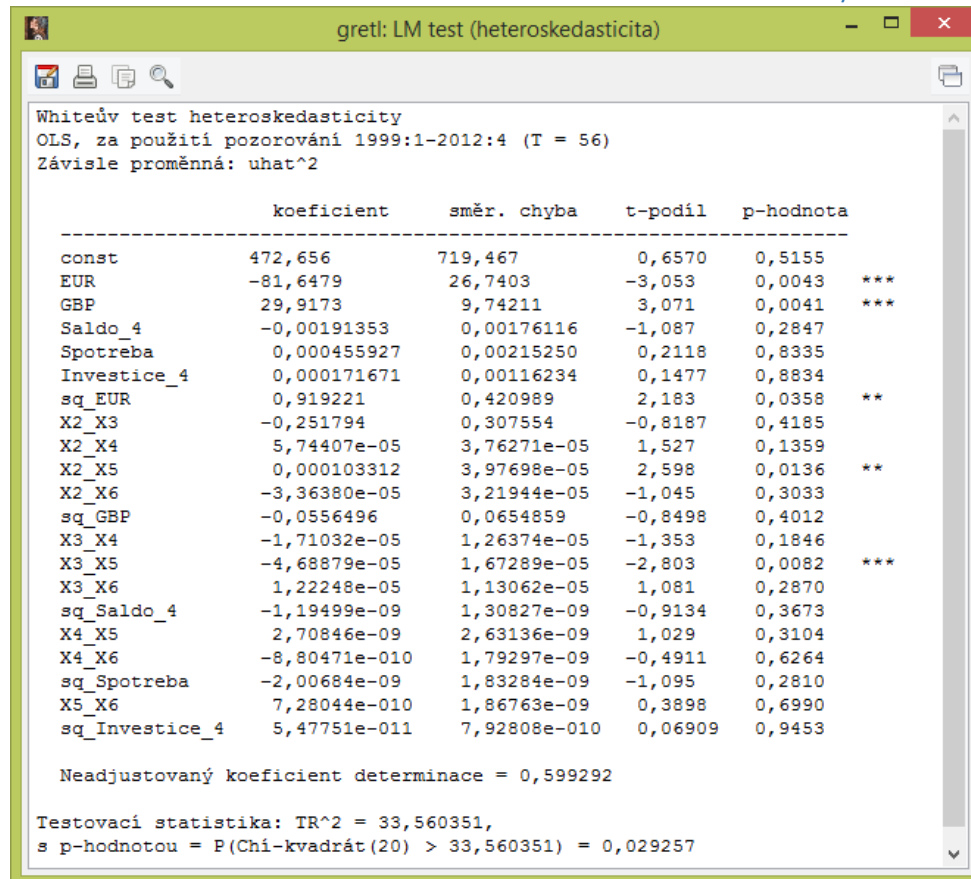 gretl: LM test (heteroskedasticita)
Whiteův test heteroskedasticity
OLS, za použití pozorování 1999:1-2012:4 (T = 56)
Závisle proměnná: uhat^2
koeficient směr. chyba t-podíl p-hodnota
---------------------------------------------------------------------
const 472,656 719,467 0,6570 0,5155
EUR -81,6479 26,7403 -3,053 0,0043 ***
GBP 29,9173 9,74211 3,071 0,0041 ***
Saldo_4 -0,00191353 0,00176116 -1,087 0,2847
Spotreba 0,000455927 0,00215250 0,2118 0,8335
Investice_4 0,000171671 0,00116234 0,1477 0,8834
sq_EUR 0,919221 0,420989 2,183 0,0358 **
X2_X3 -0,251794 0,307554 -0,8187 0,4185
X2_X4 5,74407e-05 3,76271e-05 1,527 0,1359
X2_X5 0,000103312 3,97698e-05 2,598 0,0136 **
X2_X6 -3,36380e-05 3,21944e-05 -1,045 0,3033
sq_GBP -0,0556496 0,0654859 -0,8498 0,4012
X3_X4 -1,71032e-05 1,26374e-05 -1,353 0,1846
X3_X5 -4,68879e-05 1,67289e-05 -2,803 0,0082 ***
X3_X6 1,22248e-05 1,13062e-05 1,081 0,2870
sq_Saldo_4 -1,19499e-09 1,30827e-09 -0,9134 0,3673
X4_X5 2,70846e-09 2,63136e-09 1,029 0,3104
X4_X6 -8,80471e-010 1,79297e-09 -0,4911 0,6264
sq_Spotreba -2,00684e-09 1,83284e-09 -1,095 0,2810
X5_X6 7,28044e-010 1,86763e-09 0,3898 0,6990
sq_Investice_4 5,47751e-011 7,92808e-010 0,06909 0,9453
Neadjustovaný koeficient determinace = 0,599292
Testovací statistika: TR^2 = 33,560351,
s p-hodnotou = P(Chí-kvadrát(20) > 33,560351) = 0,029257